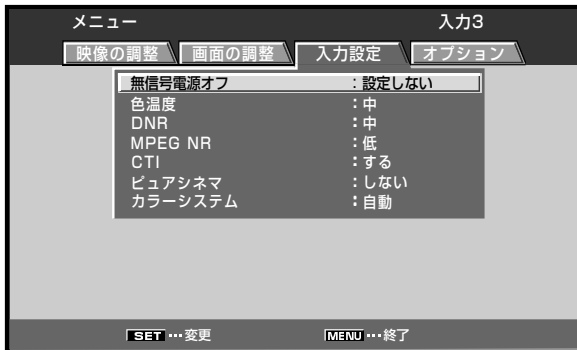 メニュー 入力3
映像の調整 画面の調整 入力設定 オプション
無信号電源オフ :設定しない
色温度 :中
DNR :中
MPEG NR :低
CTI :する
ピュアシネマ :しない
カラーシステム :自動
SET…変更 MENU…終了